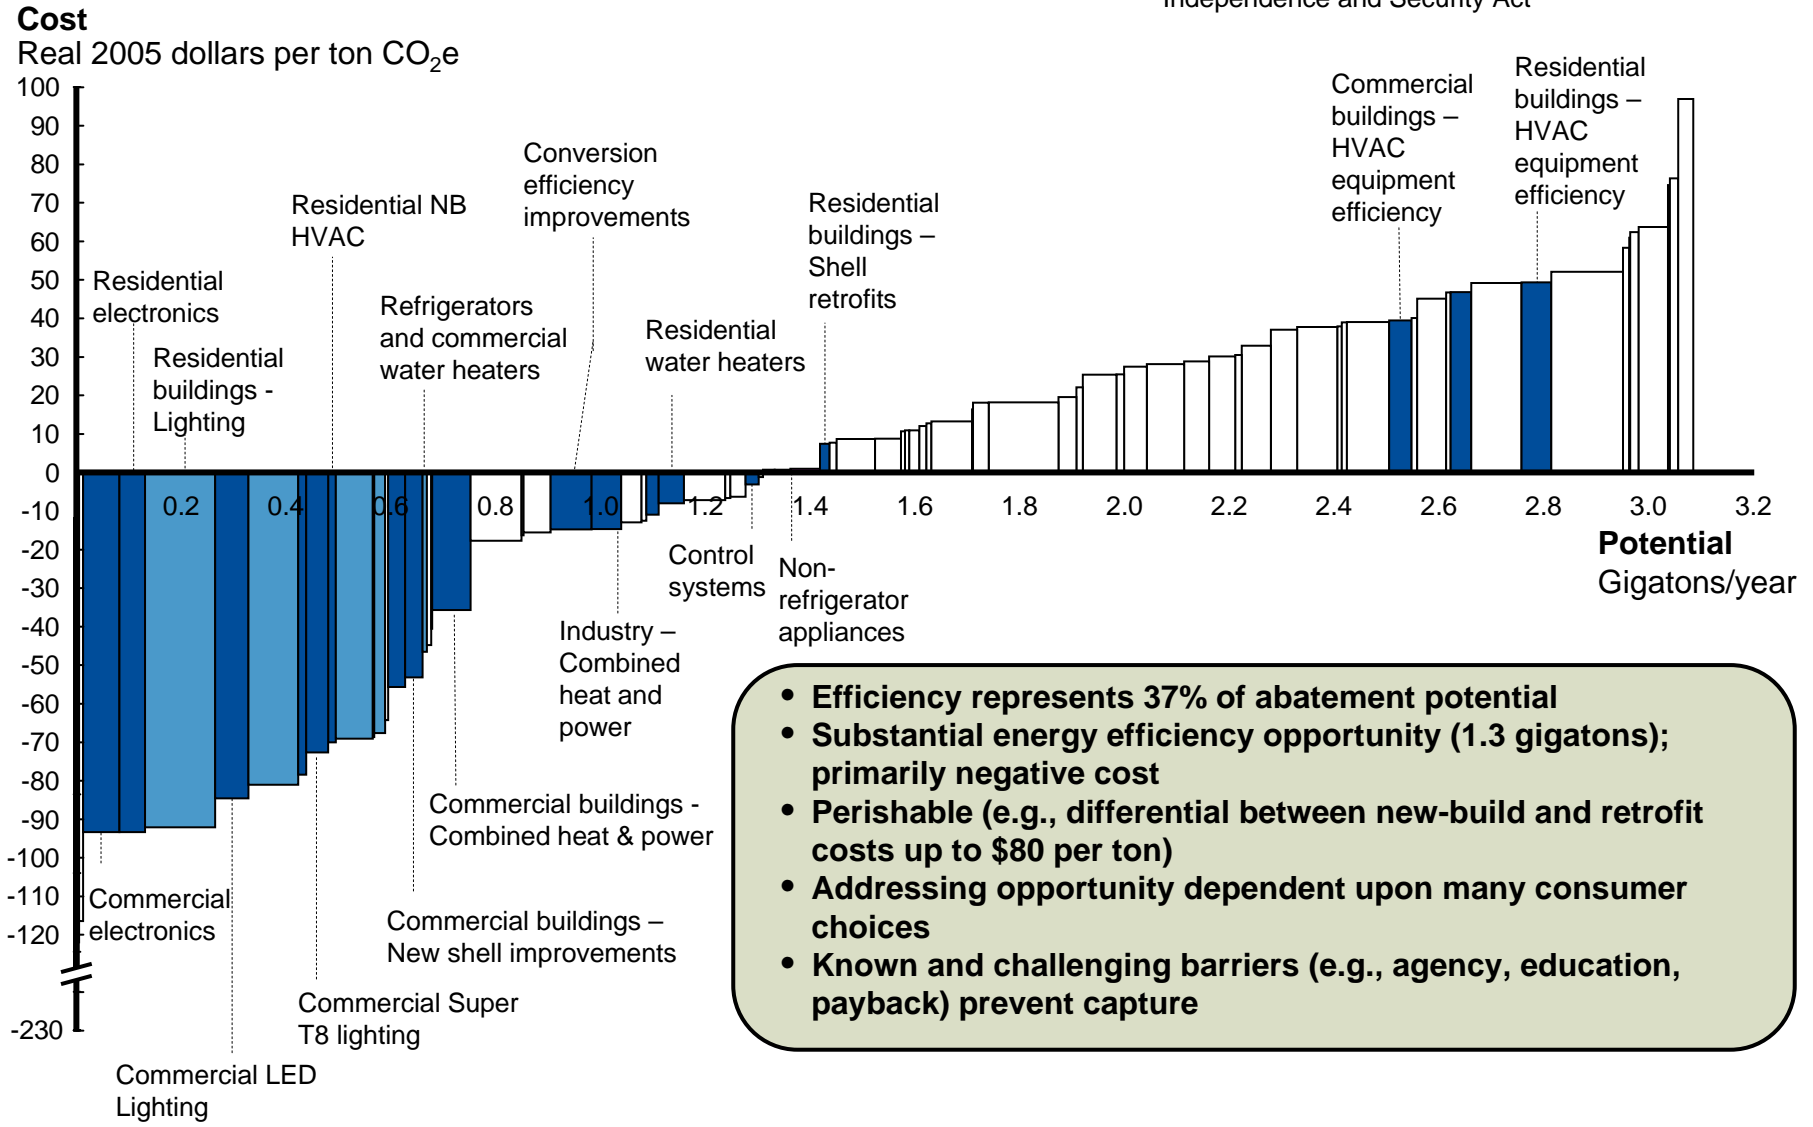 Independence and Security Act
Cost
Real 2005 dollars per ton CO₂e
100
90
80
70
60
50
40
30
20
10
0
-10
-20
-30
-40
-50
-60
-70
-80
-90
-100
-110
-120
-230
0.2
0.4
0.6
0.8
1.0
1.2
1.4
1.6
1.8
2.0
2.2
2.4
2.6
2.8
3.0
3.2
Potential
Gigatons/year
Residential
electronics
Residential
buildings -
Lighting
Residential NB
HVAC
Refrigerators
and commercial
water heaters
Conversion
efficiency
improvements
Residential
water heaters
Residential
buildings –
Shell
retrofits
Commercial
buildings –
HVAC
equipment
efficiency
Residential
buildings –
HVAC
equipment
efficiency
Commercial
electronics
Commercial LED
Lighting
Commercial Super
T8 lighting
Commercial buildings –
New shell improvements
Commercial buildings -
Combined heat & power
Industry –
Combined
heat and
power
Control
systems
Non-
refrigerator
appliances
• Efficiency represents 37% of abatement potential
• Substantial energy efficiency opportunity (1.3 gigatons);
primarily negative cost
• Perishable (e.g., differential between new-build and retrofit
costs up to $80 per ton)
• Addressing opportunity dependent upon many consumer
choices
• Known and challenging barriers (e.g., agency, education,
payback) prevent capture